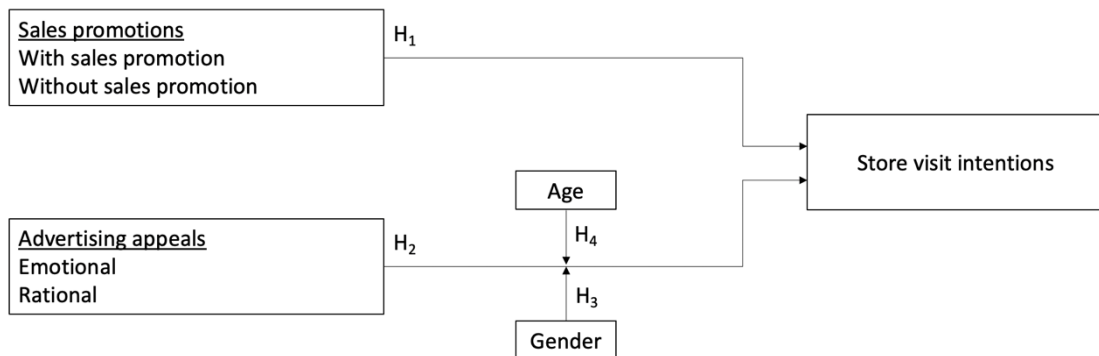 Sales promotions
With sales promotion
Without sales promotion
H₁
Store visit intentions
Age
H₄
Advertising appeals
Emotional
Rational
H₂
H₃
Gender